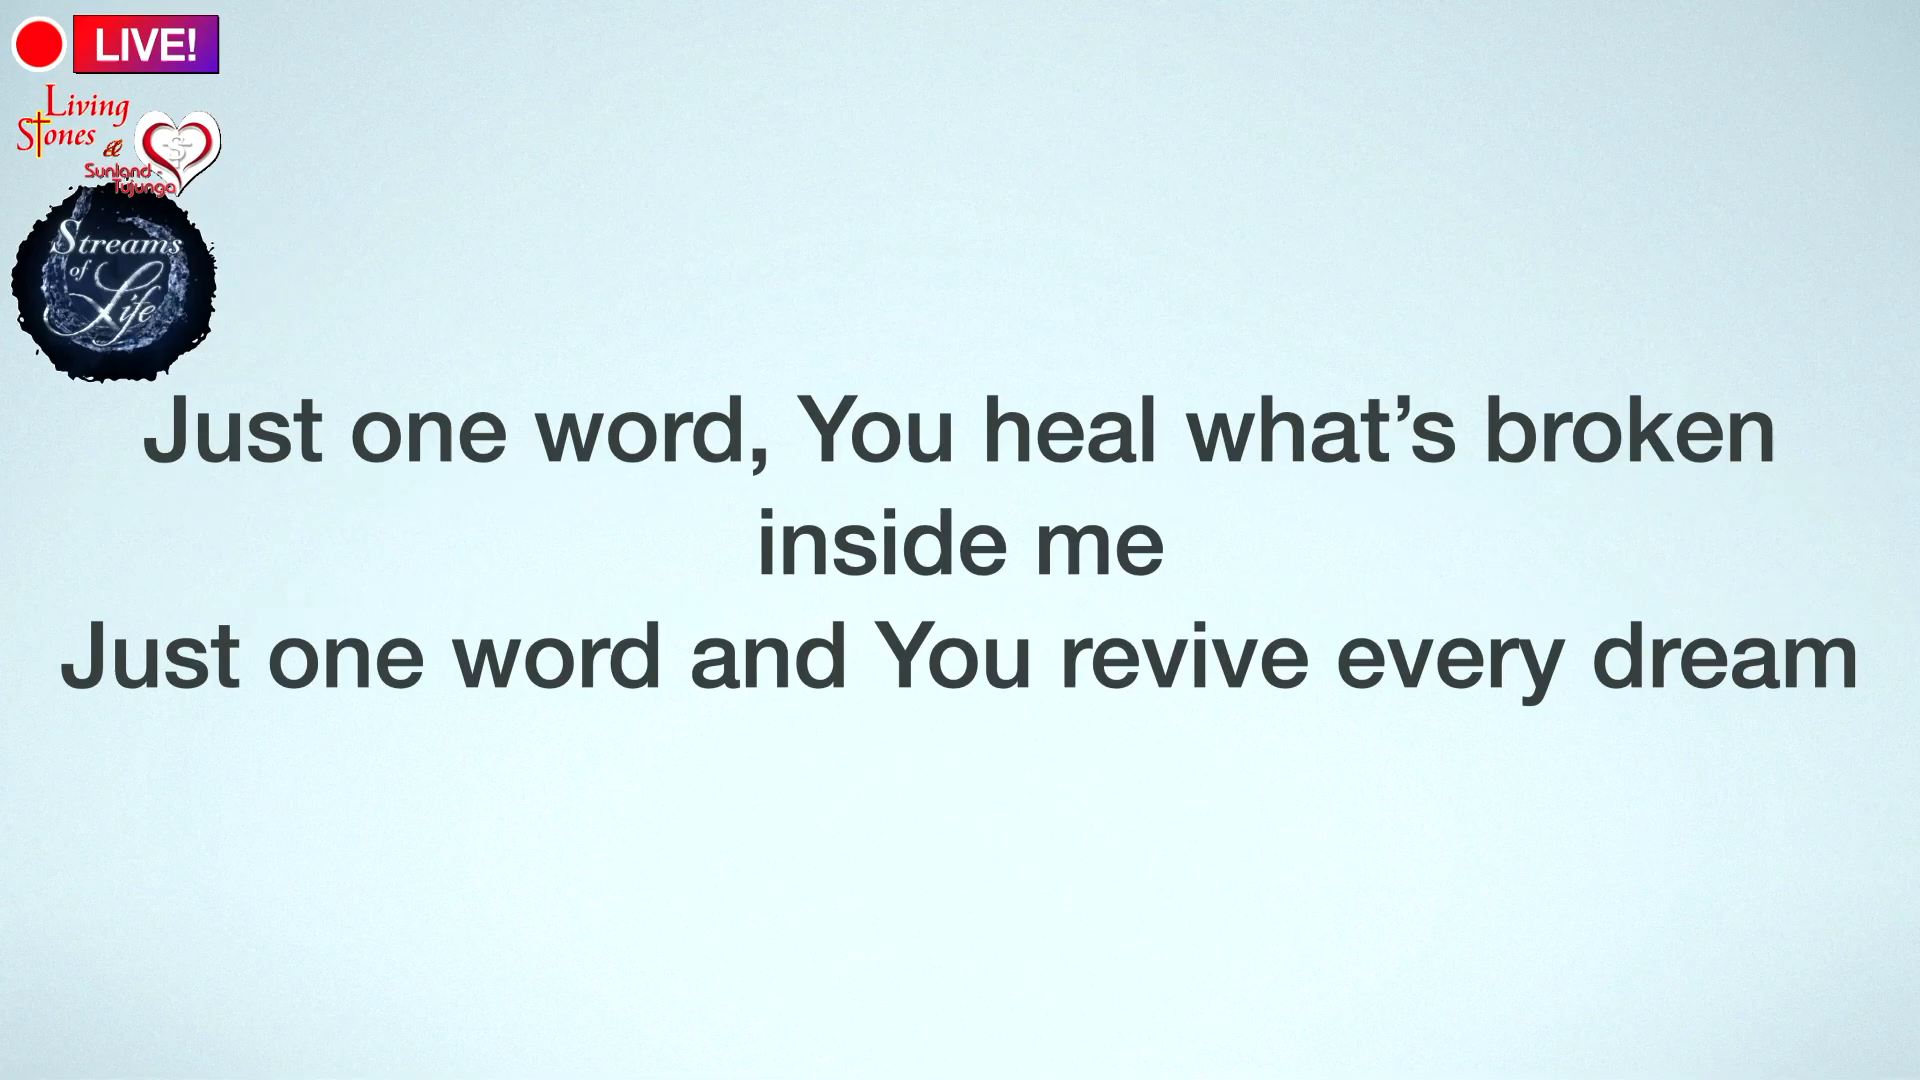 LIVE!
Living
Stones
&
Sunland -
Tujunga
Streams
of
Life
Just one word, You heal what’s broken
inside me
Just one word and You revive every dream